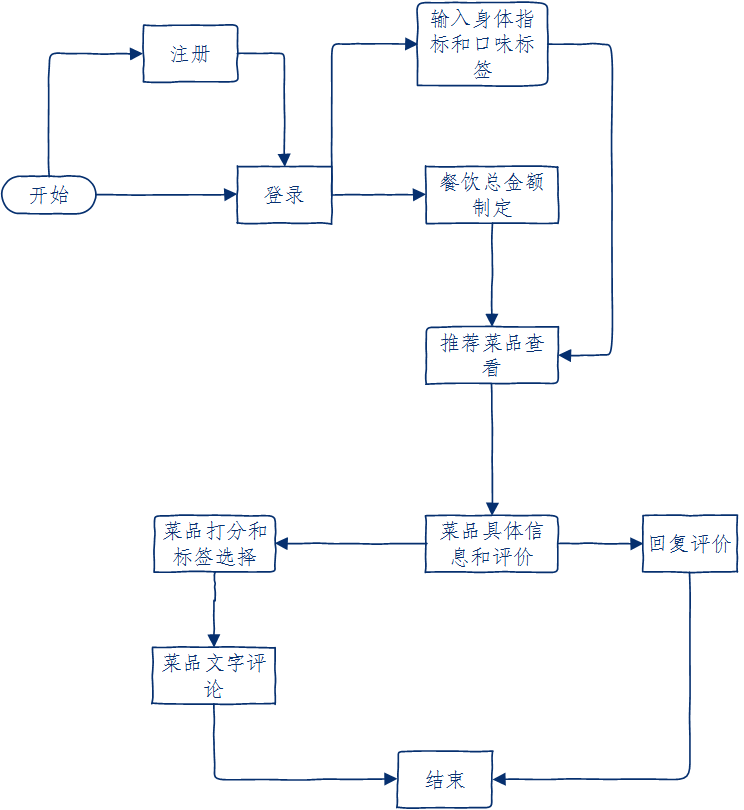 输入身体指
标和口味标
签
注册
开始
登录
餐饮总金额
制定
推荐菜品查
看
菜品打分和
标签选择
菜品具体信
息和评价
回复评价
菜品文字评
论
结束